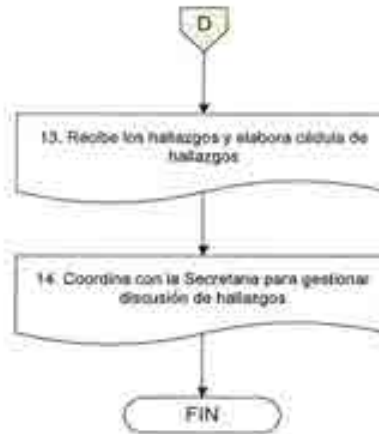 D
13. Recibe los hallazgos y elabora cédula de
hallazgos
14. Coordina con la Secretaria para gestionar
discusión de hallazgos.
FIN